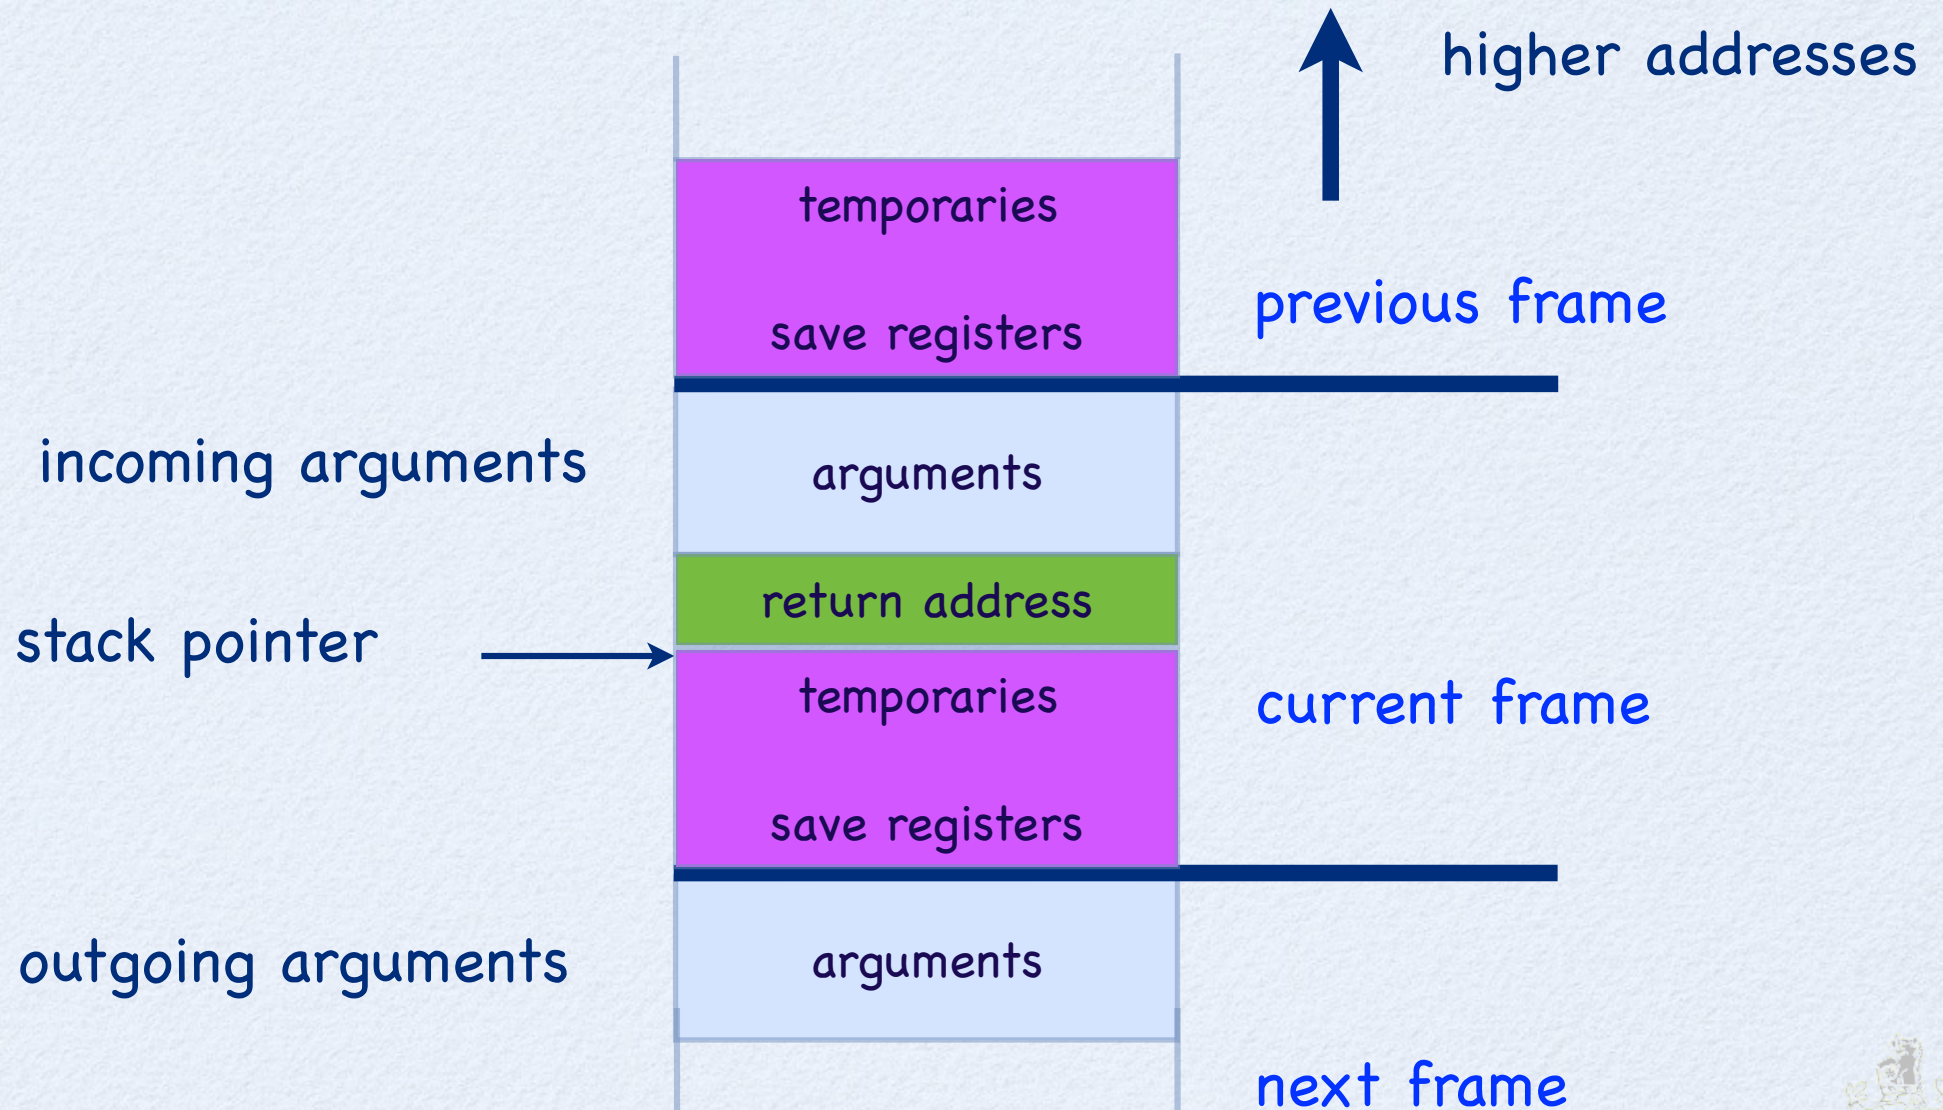 higher addresses
temporaries
previous frame
save registers
incoming arguments
arguments
return address
stack pointer
temporaries
current frame
save registers
outgoing arguments
arguments
next frame